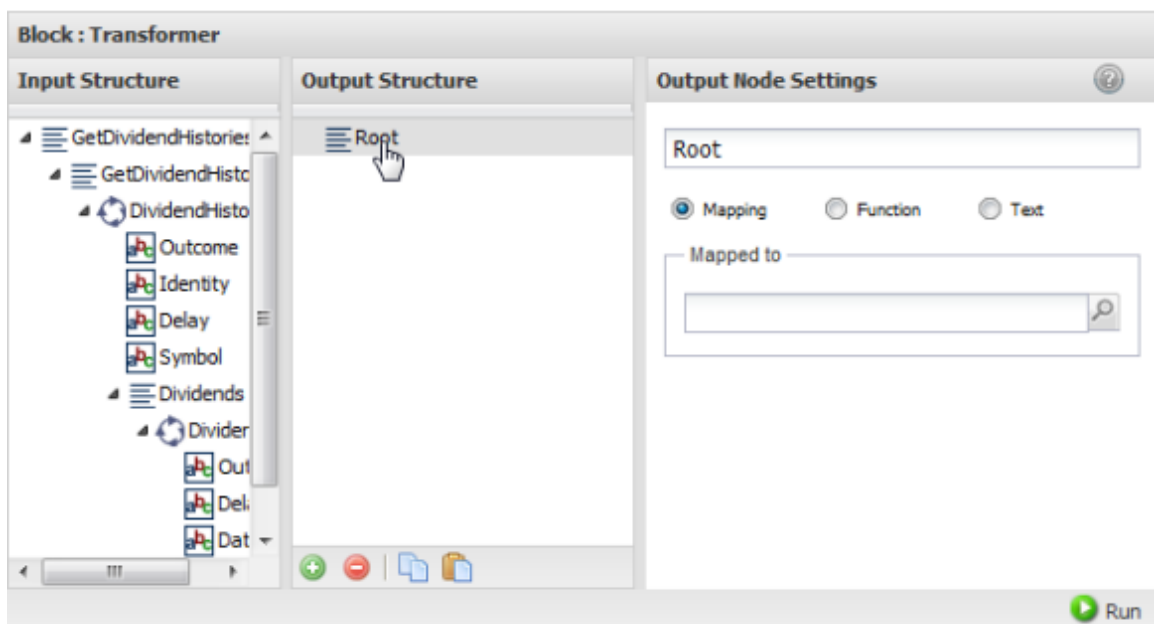 Block : Transformer
Input Structure
GetDividendHistories
GetDividendHisto
DividendHisto
Outcome
Identity
Delay
Symbol
Dividends
Divider
Out
Del
Dat
Output Structure
Root
Output Node Settings
Root
Mapping
Function
Text
Mapped to
Run